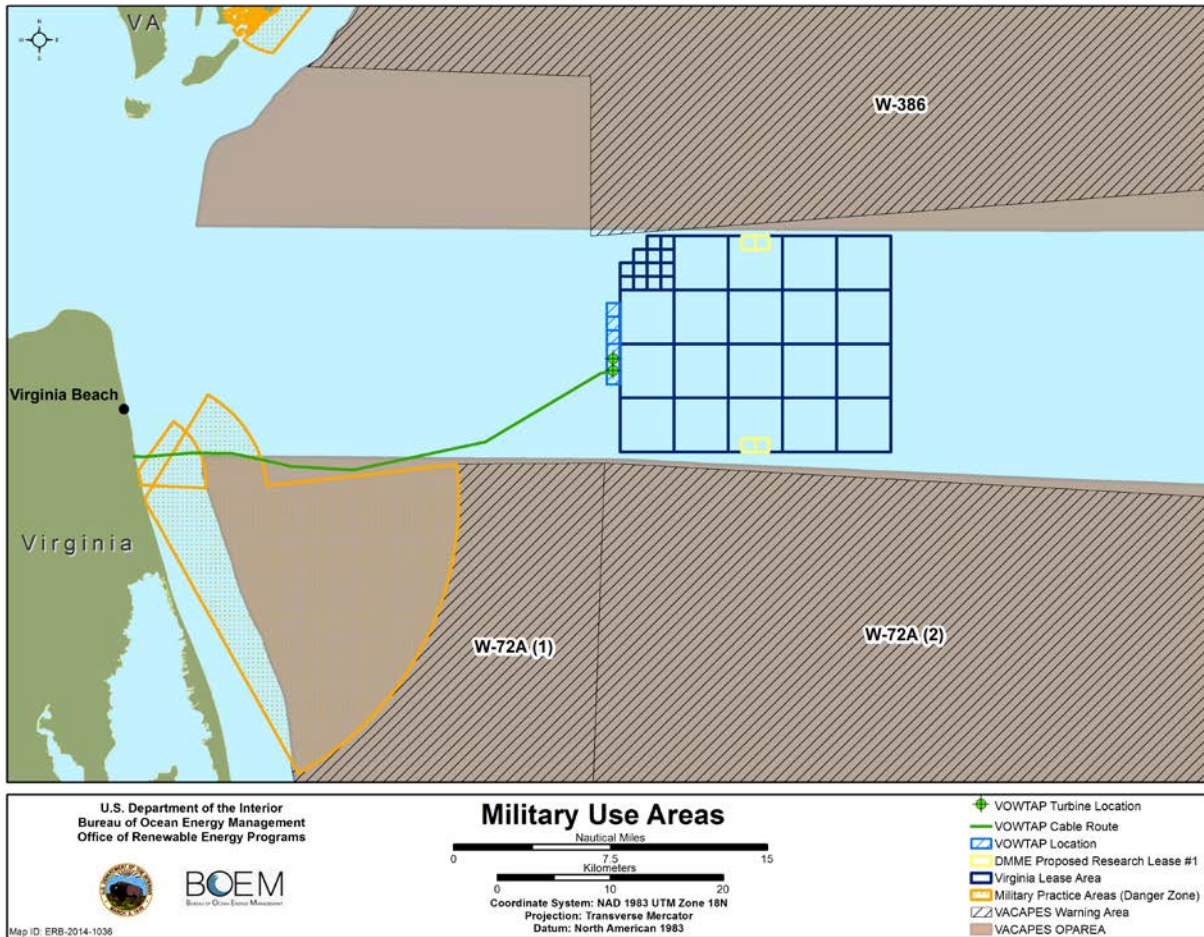 VA
N
W E
S
W-386
Virginia Beach
Virginia
W-72A (1)
W-72A (2)
U.S. Department of the Interior
Bureau of Ocean Energy Management
Office of Renewable Energy Programs
BOEM
BUREAU OF OCEAN ENERGY MANAGEMENT
Map ID: ERB-2014-1036
Military Use Areas
Nautical Miles
0 7.5 15
Kilometers
0 10 20
Coordinate System: NAD 1983 UTM Zone 18N
Projection: Transverse Mercator
Datum: North American 1983
VOWTAP Turbine Location
VOWTAP Cable Route
VOWTAP Location
DMME Proposed Research Lease #1
Virginia Lease Area
Military Practice Areas (Danger Zone)
VACAPES Warning Area
VACAPES OPAREA